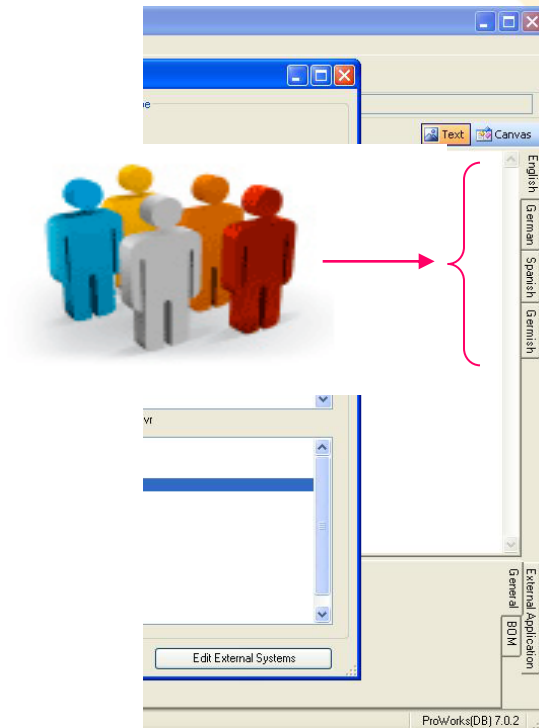 Text
Canvas
English
German
Spanish
Germish
External Application
General
BOM
Edit External Systems
ProWorks(DB) 7.0.2